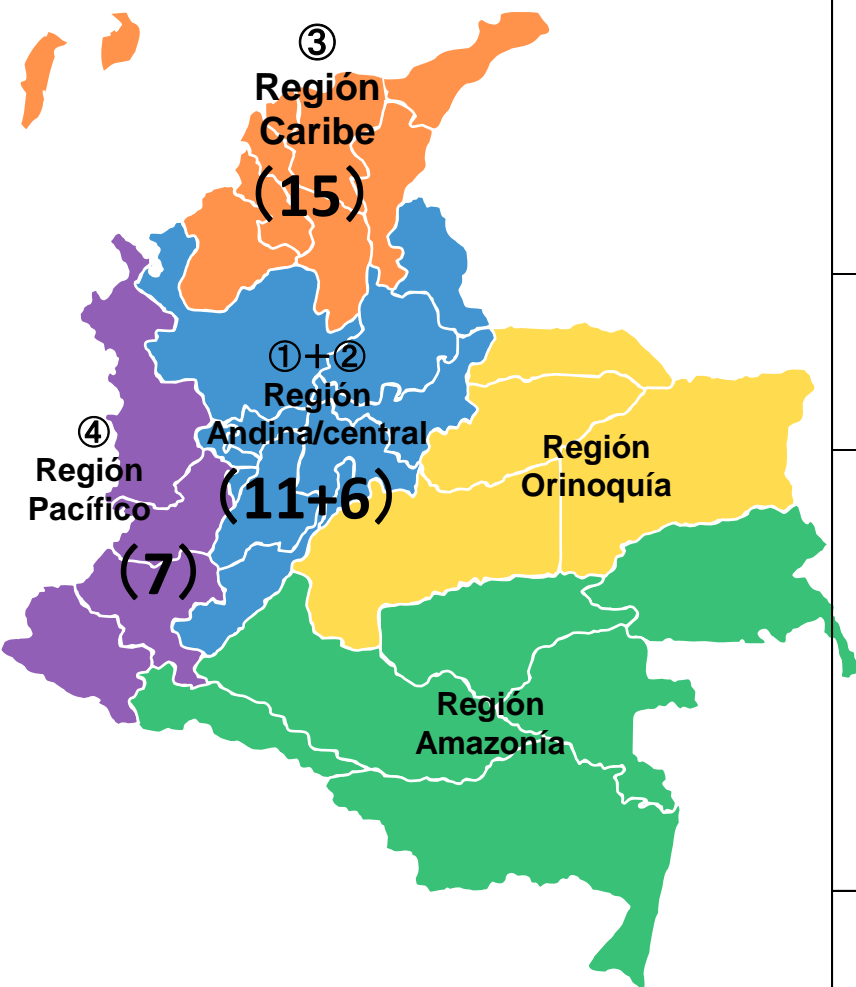 ③
Región
Caribe
（15）
①+②
Región
Andina/central
（11+6）
④
Región
Pacífico
（7）
Región
Orinoquía
Región
Amazonía